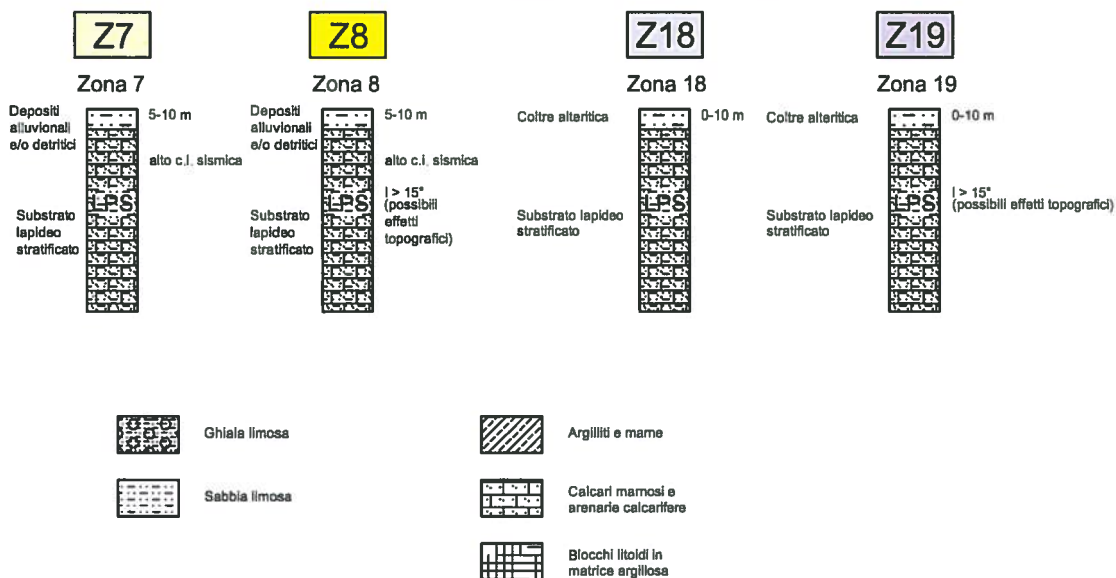 Z7
Z8
Z18
Z19
Zona 7
Zona 8
Zona 18
Zona 19
Depositi
alluvionali
e/o detritici
5-10 m
alto c.i. sismica
LPS
Substrato
lapideo
stratificato
Depositi
alluvionali
e/o detritici
5-10 m
alto c.i. sismica
I > 15°
(possibili
effetti
topografici)
LPS
Substrato
lapideo
stratificato
Coltre alteritica
0-10 m
LPS
Substrato lapideo
stratificato
Coltre alteritica
0-10 m
LPS
I > 15°
(possibili effetti topografici)
Substrato lapideo
stratificato
Ghiaia limosa
Sabbia limosa
Argilliti e marne
Calcari marnosi e
arenarie calcarifere
Blocchi litoidi in
matrice argillosa